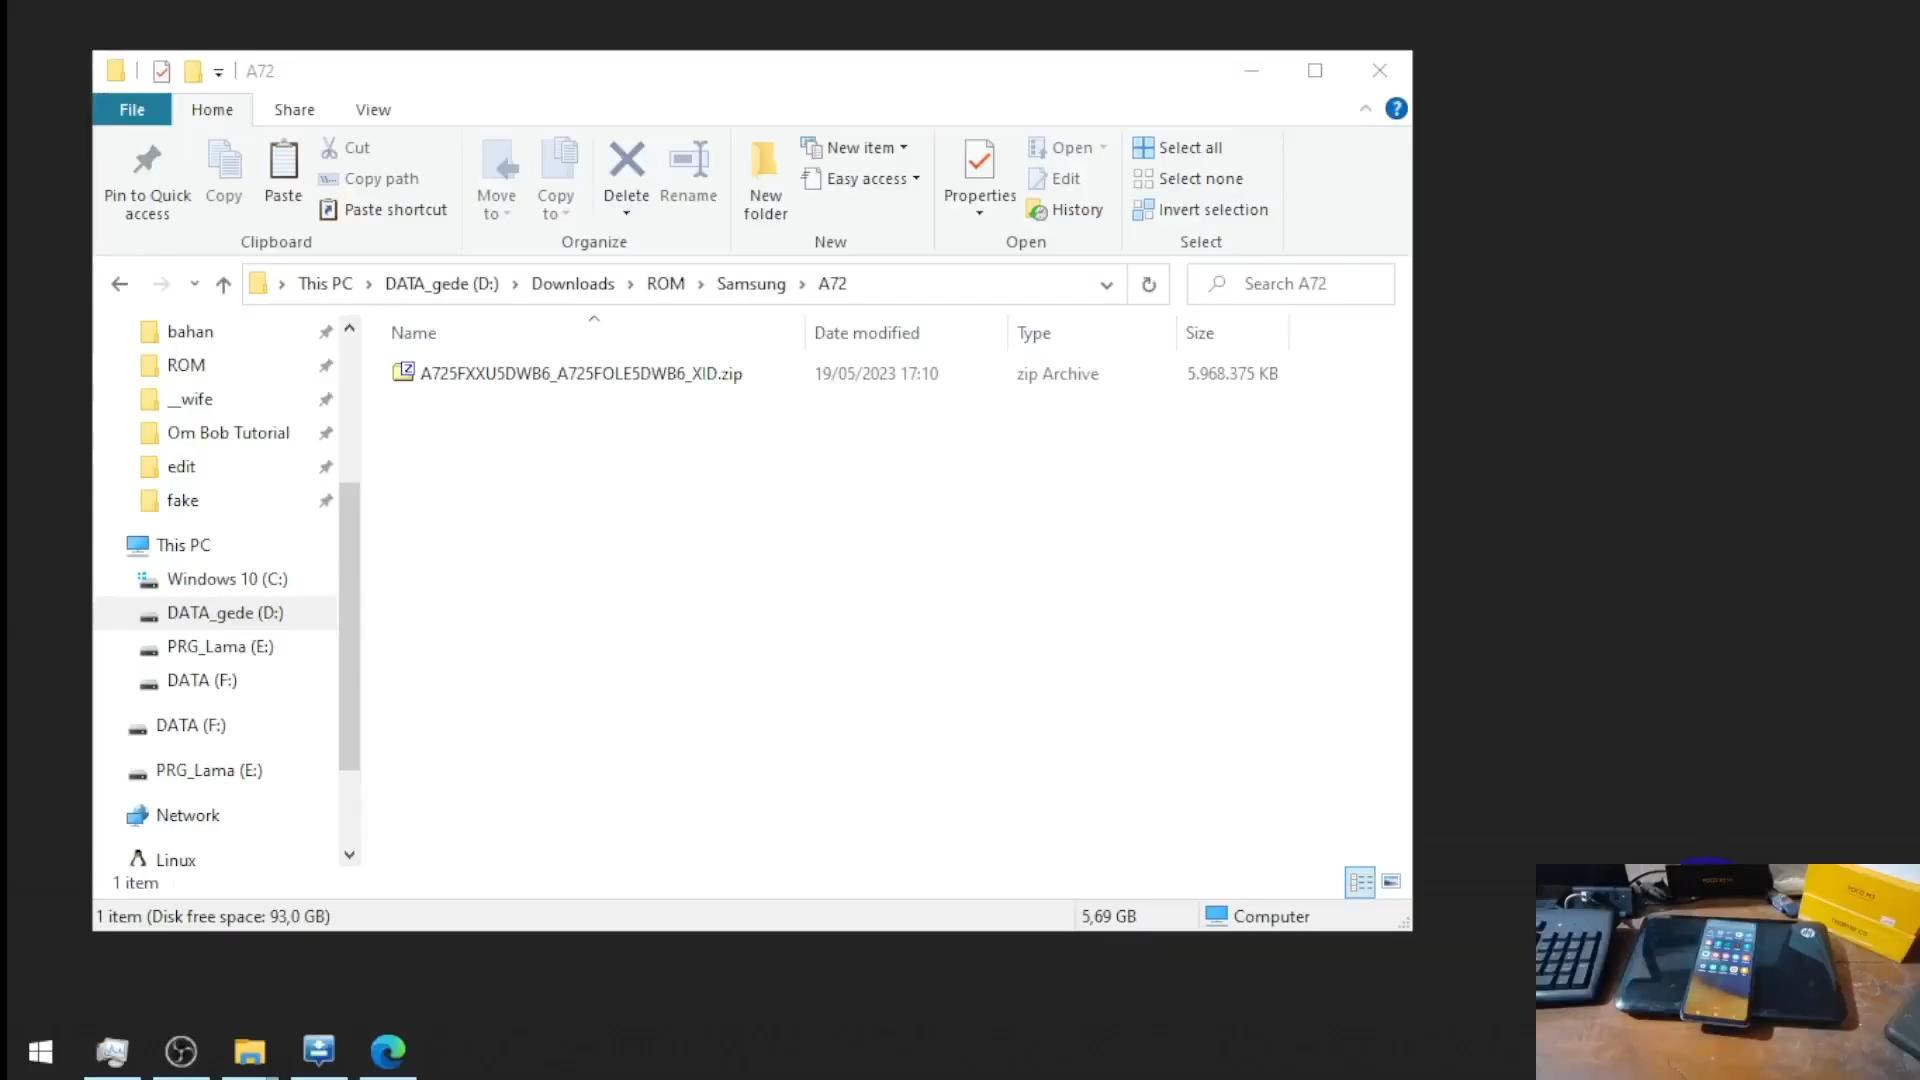 A72
File Home Share View
Pin to Quick access
Copy
Paste
Cut
Copy path
Paste shortcut
Clipboard
Move to
Copy to
Delete
Rename
Organize
New folder
New item
Easy access
New
Properties
Open
Edit
History
Open
Select all
Select none
Invert selection
Select
This PC DATA_gede (D:) Downloads ROM Samsung A72
Search A72
Name Date modified Type Size
A725FXXU5DWB6_A725FOLE5DWB6_XID.zip 19/05/2023 17:10 zip Archive 5.968.375 KB
bahan
ROM
__wife
Om Bob Tutorial
edit
fake
This PC
Windows 10 (C:)
DATA_gede (D:)
PRG_Lama (E:)
DATA (F:)
DATA (F:)
PRG_Lama (E:)
Network
Linux
1 item
1 item (Disk free space: 93,0 GB) 5,69 GB Computer
hp
POCO M3